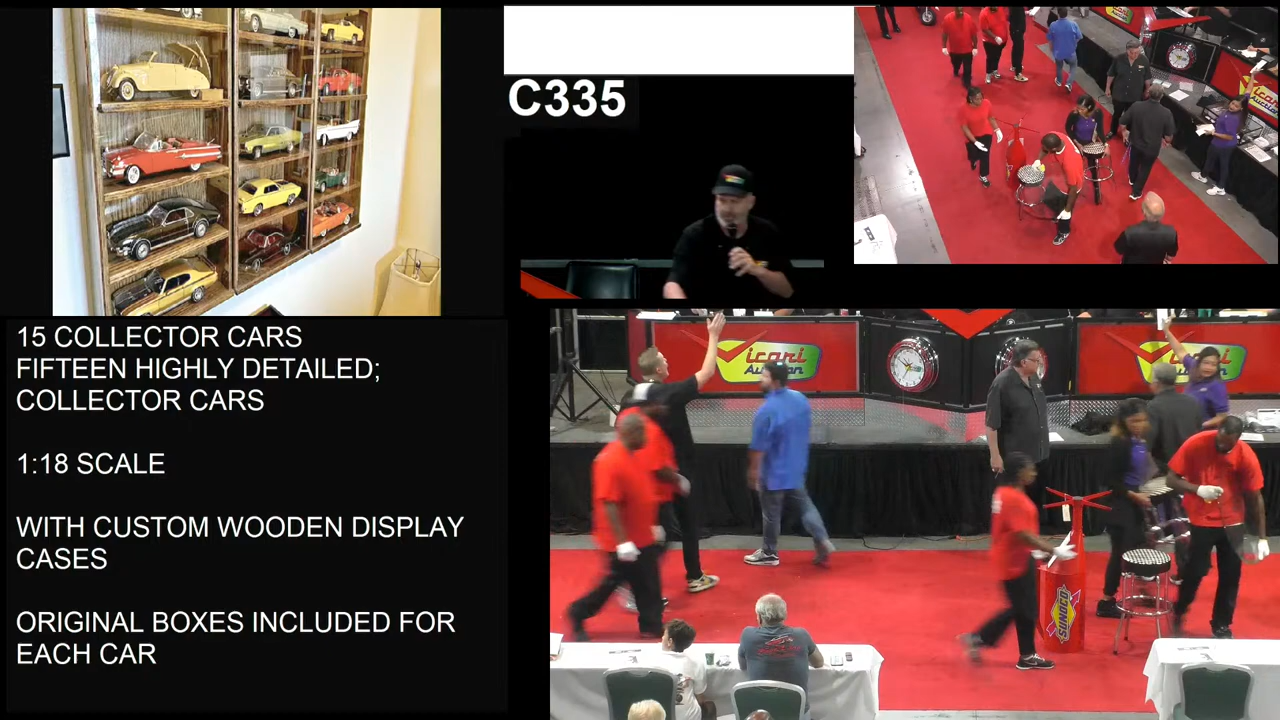 C335
15 COLLECTOR CARS
FIFTEEN HIGHLY DETAILED;
COLLECTOR CARS
1:18 SCALE
WITH CUSTOM WOODEN DISPLAY
CASES
ORIGINAL BOXES INCLUDED FOR
EACH CAR
Vicari
Auction
Vicari
Auction
SUNOCO